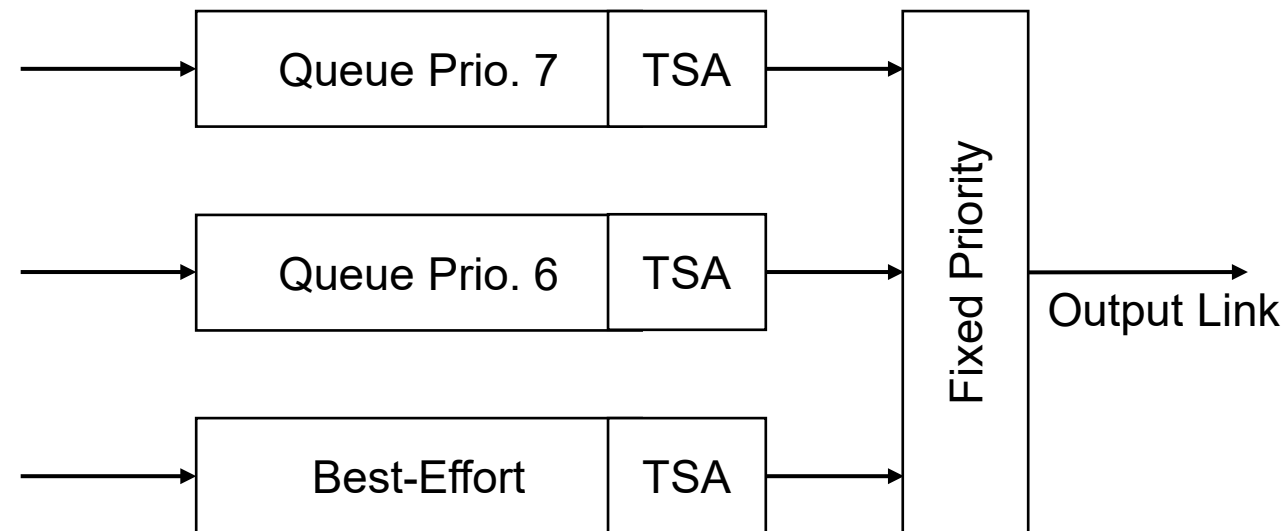 Queue Prio. 7
TSA
Queue Prio. 6
TSA
Best-Effort
TSA
Fixed Priority
Output Link